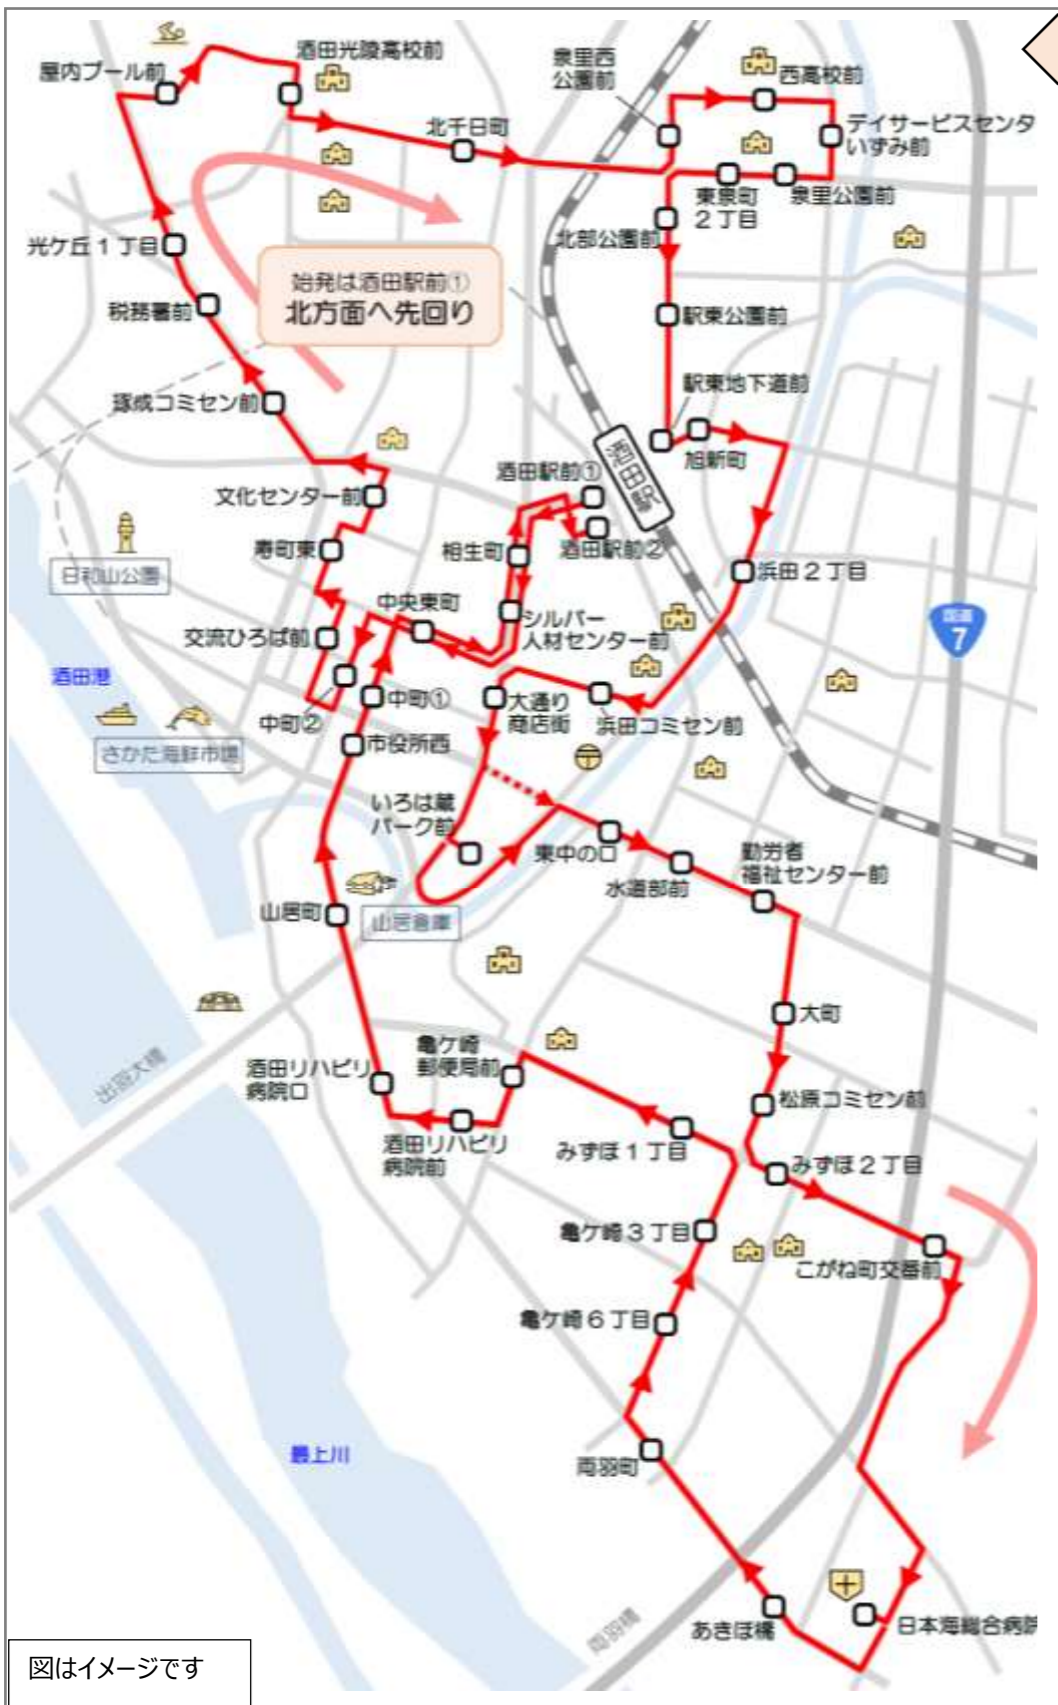 屋内プール前
酒田光陵高校前
泉里西
公園前
西高校前
北千日町
デイサービスセンタ
いずみ前
東泉町
2丁目
泉里公園前
北部公園前
光ケ丘1丁目
始発は酒田駅前①
北方面へ先回り
税務署前
駅東公園前
琢成コミセン前
駅東地下道前
旭新町
酒田駅
酒田駅前①
文化センター前
酒田駅前②
寿町東
相生町
浜田2丁目
日和山公園
中央東町
シルバー
人材センター前
国道
7
交流ひろば前
酒田港
中町②
中町①
大通り
商店街
浜田コミセン前
市役所西
さかた海鮮市場
いろは蔵
パーク前
東中の口
勤労者
福祉センター前
水道部前
山居町
山居倉庫
大町
出羽大橋
酒田リハビリ
病院口
亀ケ崎
郵便局前
松原コミセン前
酒田リハビリ
病院前
みずほ1丁目
みずほ2丁目
亀ケ崎3丁目
こがね町交番前
亀ケ崎6丁目
最上川
両羽町
あきほ橋
日本海総合病院
両羽橋
図はイメージです